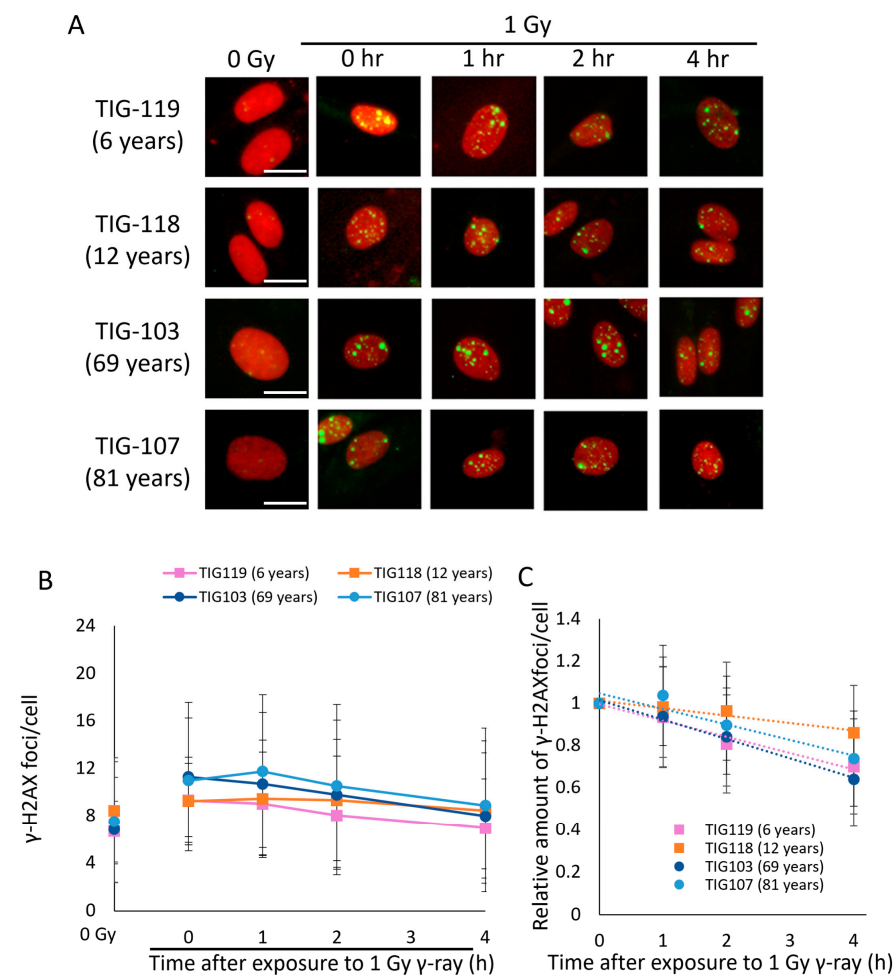 A
1 Gy
0 Gy
0 hr
1 hr
2 hr
4 hr
TIG-119
(6 years)
TIG-118
(12 years)
TIG-103
(69 years)
TIG-107
(81 years)
B
TIG119 (6 years)
TIG118 (12 years)
TIG103 (69 years)
TIG107 (81 years)
γ-H2AX foci/cell
24
20
16
12
8
4
0
0 Gy
0
1
2
3
4
Time after exposure to 1 Gy γ-ray (h)
C
Relative amount of γ-H2AXfoci/cell
1.4
1.2
1
0.8
0.6
0.4
0.2
0
TIG119 (6 years)
TIG118 (12 years)
TIG103 (69 years)
TIG107 (81 years)
0
1
2
3
4
Time after exposure to 1 Gy γ-ray (h)